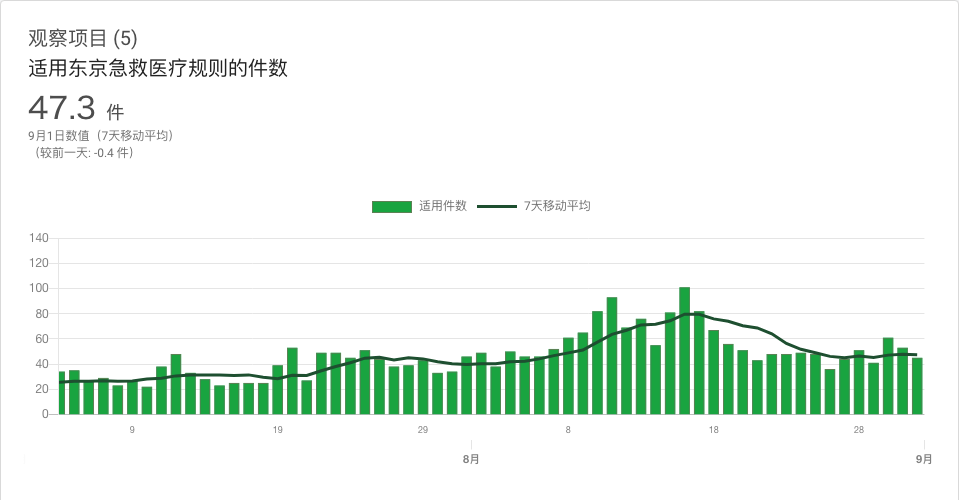 观察项目 (5)
适用东京急救医疗规则的件数
47.3 件
9月1日数值（7天移动平均）
（较前一天: -0.4 件）
适用件数 7天移动平均
140
120
100
80
60
40
20
0
9 19 29 8 18 28
8月 9月